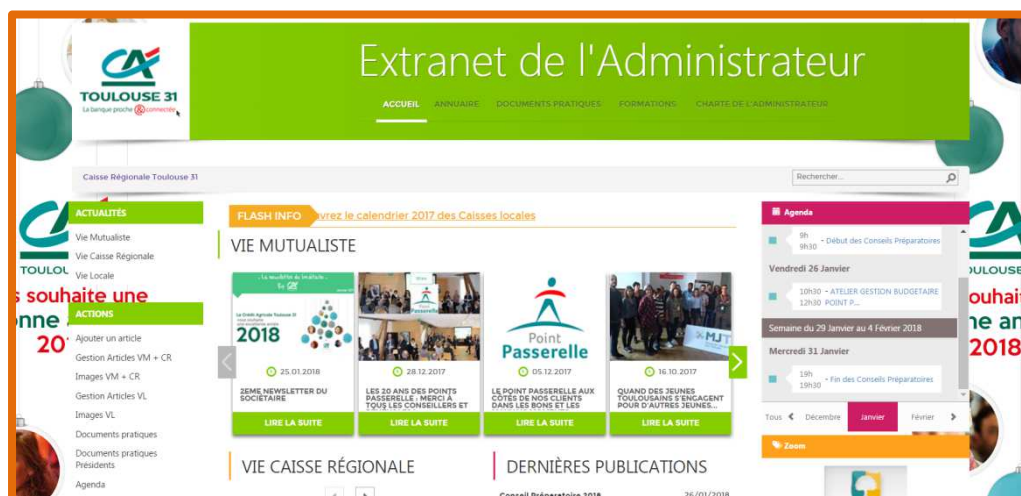 Extranet de l'Administrateur
TOULOUSE 31
La banque proche & connectée
ACCUEIL ANNUAIRE DOCUMENTS PRATIQUES FORMATIONS CHARTE DE L'ADMINISTRATEUR
Caisse Régionale Toulouse 31
Rechercher...
ACTUALITÉS
Vie Mutualiste
Vie Caisse Régionale
Vie Locale
ACTIONS
Ajouter un article
Gestion Articles VM + CR
Images VM + CR
Gestion Articles VL
Images VL
Documents pratiques
Documents pratiques
Présidents
Agenda
FLASH INFO vrez le calendrier 2017 des Caisses locales
VIE MUTUALISTE
2018
25.01.2018
2EME NEWSLETTER DU
SOCIÉTAIRE
LIRE LA SUITE
28.12.2017
LES 20 ANS DES POINTS
PASSERELLE : MERCI À
TOUS LES CONSEILLERS ET
LIRE LA SUITE
Point
Passerelle
05.12.2017
LE POINT PASSERELLE AUX
CÔTÉS DE NOS CLIENTS
DANS LES BONS ET LES
LIRE LA SUITE
MJT
16.10.2017
QUAND DES JEUNES
TOULOUSAINS S'ENGAGENT
POUR D'AUTRES JEUNES...
LIRE LA SUITE
VIE CAISSE RÉGIONALE
DERNIÈRES PUBLICATIONS
Conseil Préparatoire 2018 26/01/2018
Agenda
9h
9h30 - Début des Conseils Préparatoires
Vendredi 26 Janvier
10h30 - ATELIER GESTION BUDGETAIRE
12h30 POINT P...
Semaine du 29 Janvier au 4 Février 2018
Mercredi 31 Janvier
19h
19h30 - Fin des Conseils Préparatoires
Tous Décembre Janvier Février
Zoom
TOULOU
s souhaite une
nne
20
OULOUSE
ouhai
ne an
2018